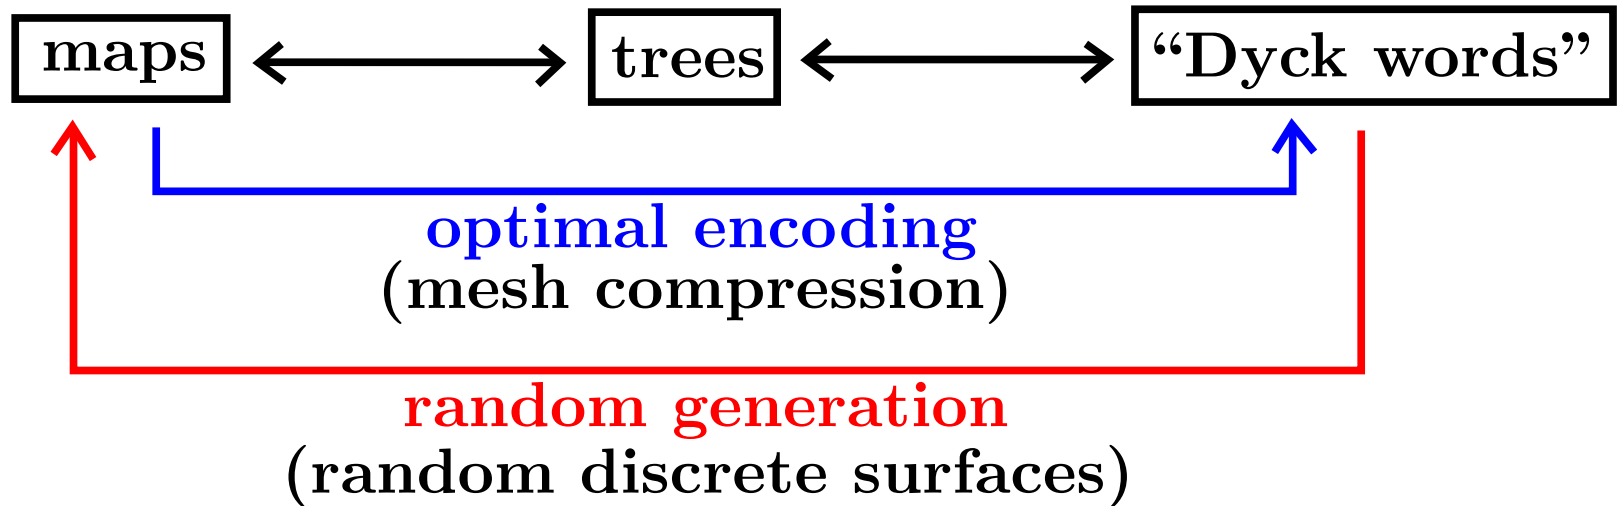 maps
trees
“Dyck words”
optimal encoding
(mesh compression)
random generation
(random discrete surfaces)